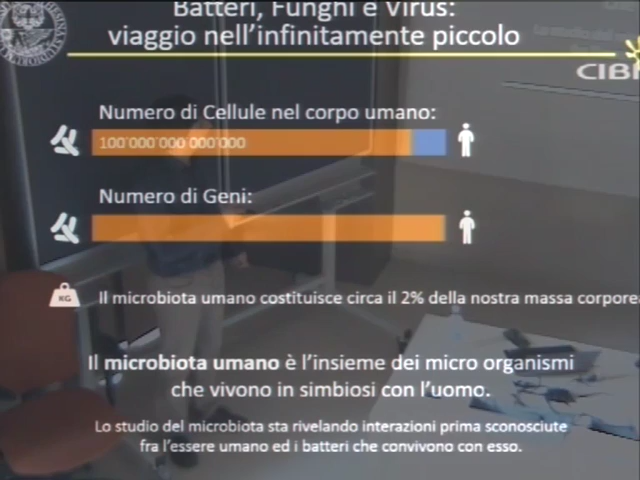 Batteri, Funghi e Virus:
viaggio nell'infinitamente piccolo
Numero di Cellule nel corpo umano:
100'000'000'000'000
Numero di Geni:
KG
Il microbiota umano costituisce circa il 2% della nostra massa corporea
Il microbiota umano è l'insieme dei micro organismi
che vivono in simbiosi con l'uomo.
Lo studio del microbiota sta rivelando interazioni prima sconosciute
fra l'essere umano ed i batteri che convivono con esso.